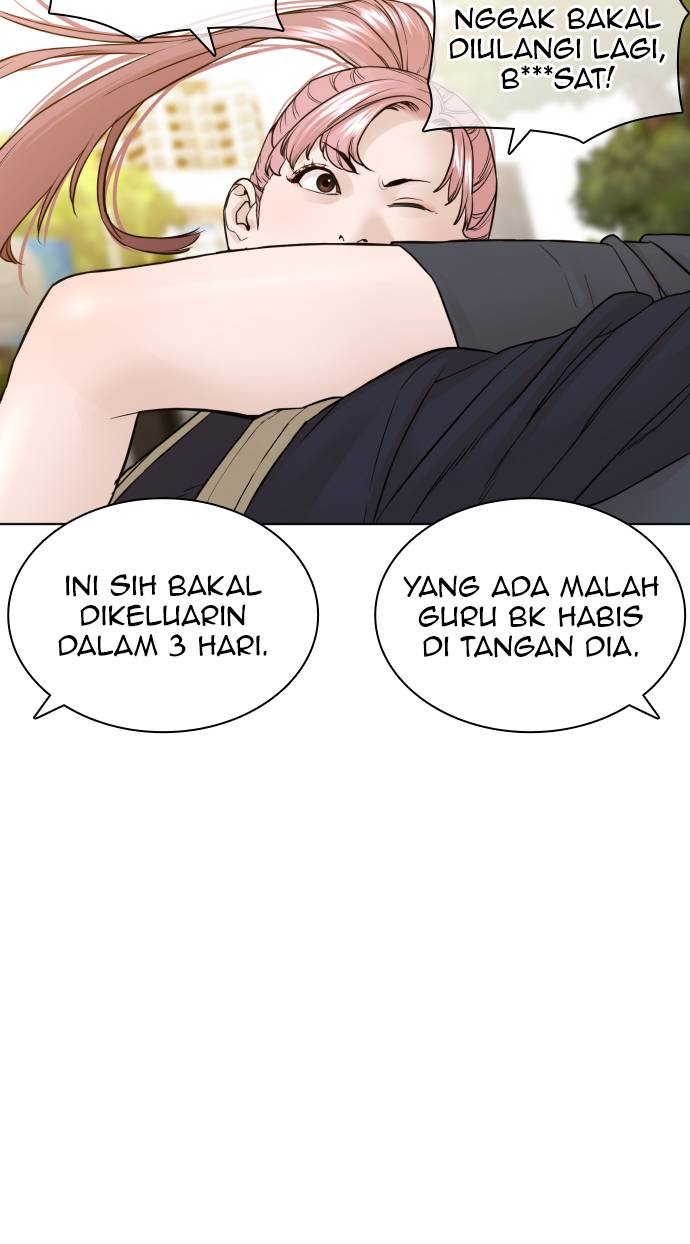 NGGAK BAKAL
DIULANGI LAGI,
B***SAT!
INI SIH BAKAL
DIKELUARIN
DALAM 3 HARI.
YANG ADA MALAH
GURU BK HABIS
DI TANGAN DIA.